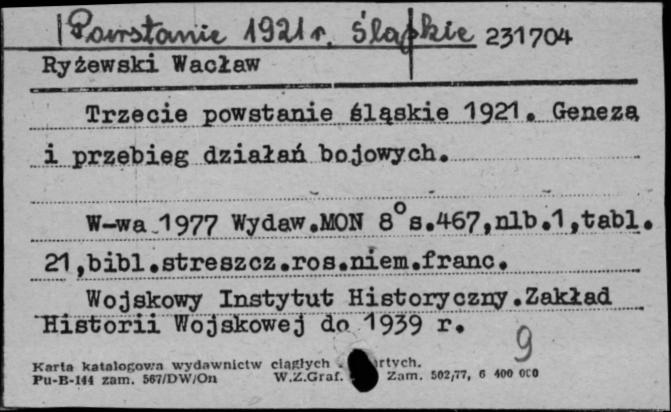 Powstanie 1921 r. śląskie 231704
Ryżewski Wacław
Trzecie powstanie śląskie 1921. Geneza
i przebieg działań bojowych.
W-wa 1977 Wydaw.MON 8° s.467,nlb.1,tabl.
21,bibl.streszcz.ros.niem.franc.
Wojskowy Instytut Historyczny.Zakład
Historii Wojskowej do 1939 r.
9
Karta katalogowa wydawnictw ciągłych
Pu-B-144 zam. 567/DW/On W.Z.Graf. Zam. 502/77, 6 400 000